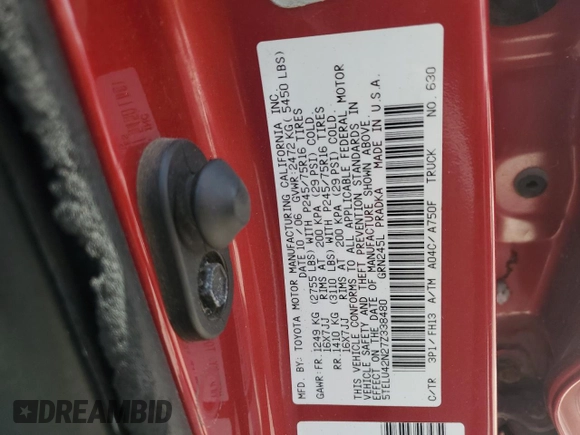 MFD. BY: TOYOTA MOTOR MANUFACTURING CALIFORNIA INC.
DATE 10/06 GVWR 2472 KG ( 5450 LBS)
GAWR: FR 1249 KG (2755 LBS) WITH P245/75R16 TIRES
16X7JJ RIMS AT 200 KPA (29 PSI) COLD.
RR 1410 KG (3110 LBS) WITH P245/75R16 TIRES
16X7JJ RIMS AT 200 KPA (29 PSI) COLD.
THIS VEHICLE CONFORMS TO ALL APPLICABLE FEDERAL MOTOR
VEHICLE SAFETY AND THEFT PREVENTION STANDARDS IN
EFFECT ON THE DATE OF MANUFACTURE SHOWN ABOVE.
5TELU42N27Z338480 GRN245L PRADKA MADE IN U.S.A.
C/TR 3P1/FH13 A/TM A04C/A750F TRUCK NO. 630
DREAMBID